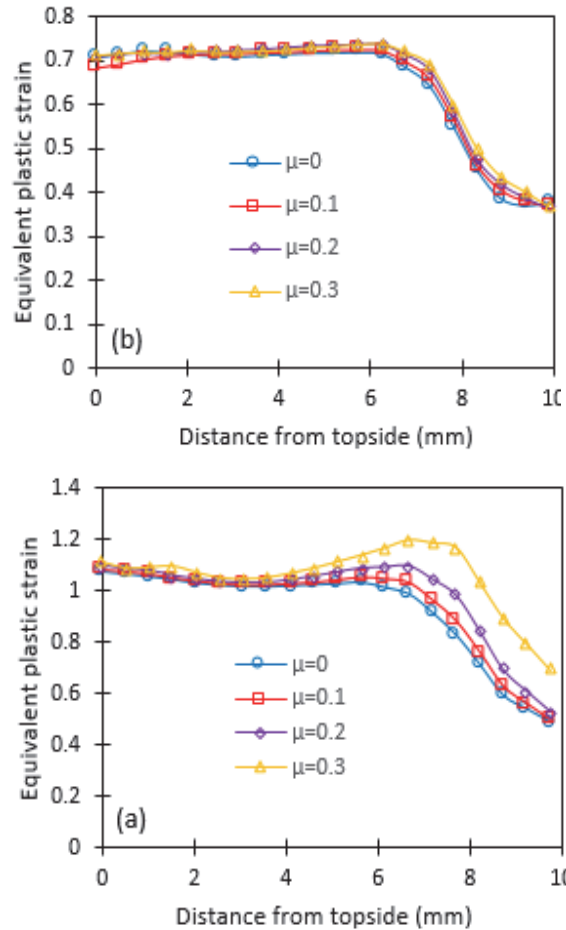 Equivalent plastic strain
0.8
0.7
0.6
0.5
0.4
0.3
0.2
0.1
0
μ=0
μ=0.1
μ=0.2
μ=0.3
(b)
0 2 4 6 8 10
Distance from topside (mm)
Equivalent plastic strain
1.4
1.2
1
0.8
0.6
0.4
0.2
0
μ=0
μ=0.1
μ=0.2
μ=0.3
(a)
0 2 4 6 8 10
Distance from topside (mm)